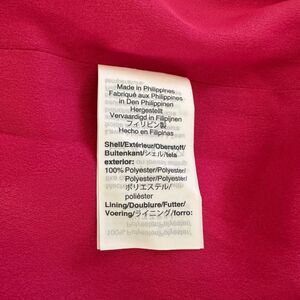 Made in Philippines
Fabriqué aux Philippines
in Den Philippinen
Hergestellt
Vervaardigd in Filipijnen
フィリピン製
Hecho en Filipinas
Shell/Extérieur/Oberstoff/
Buitenkant/シェル/tela
exterior:
100% Polyester/Polyester/
Polyester/Polyester/
ポリエステル/
poliéster
Lining/Doublure/Futter/
Voering/ライニング/forro: